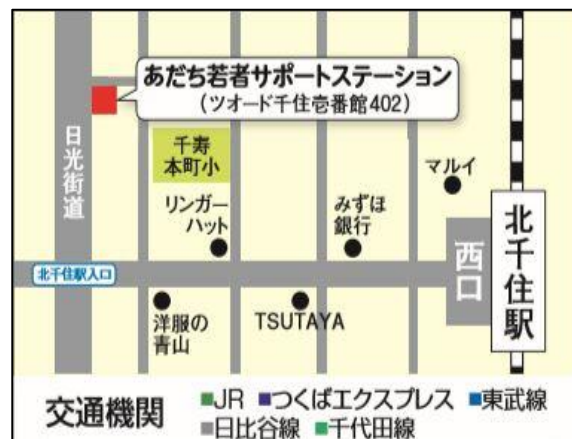 あだち若者サポートステーション
(ツオード千住壱番館402)
日光街道
千寿
本町小
マルイ
リンガー
ハット
みずほ
銀行
西口
北千住駅
北千住駅入口
洋服の
青山
TSUTAYA
交通機関
■JR ■つくばエクスプレス ■東武線
■日比谷線 ■千代田線